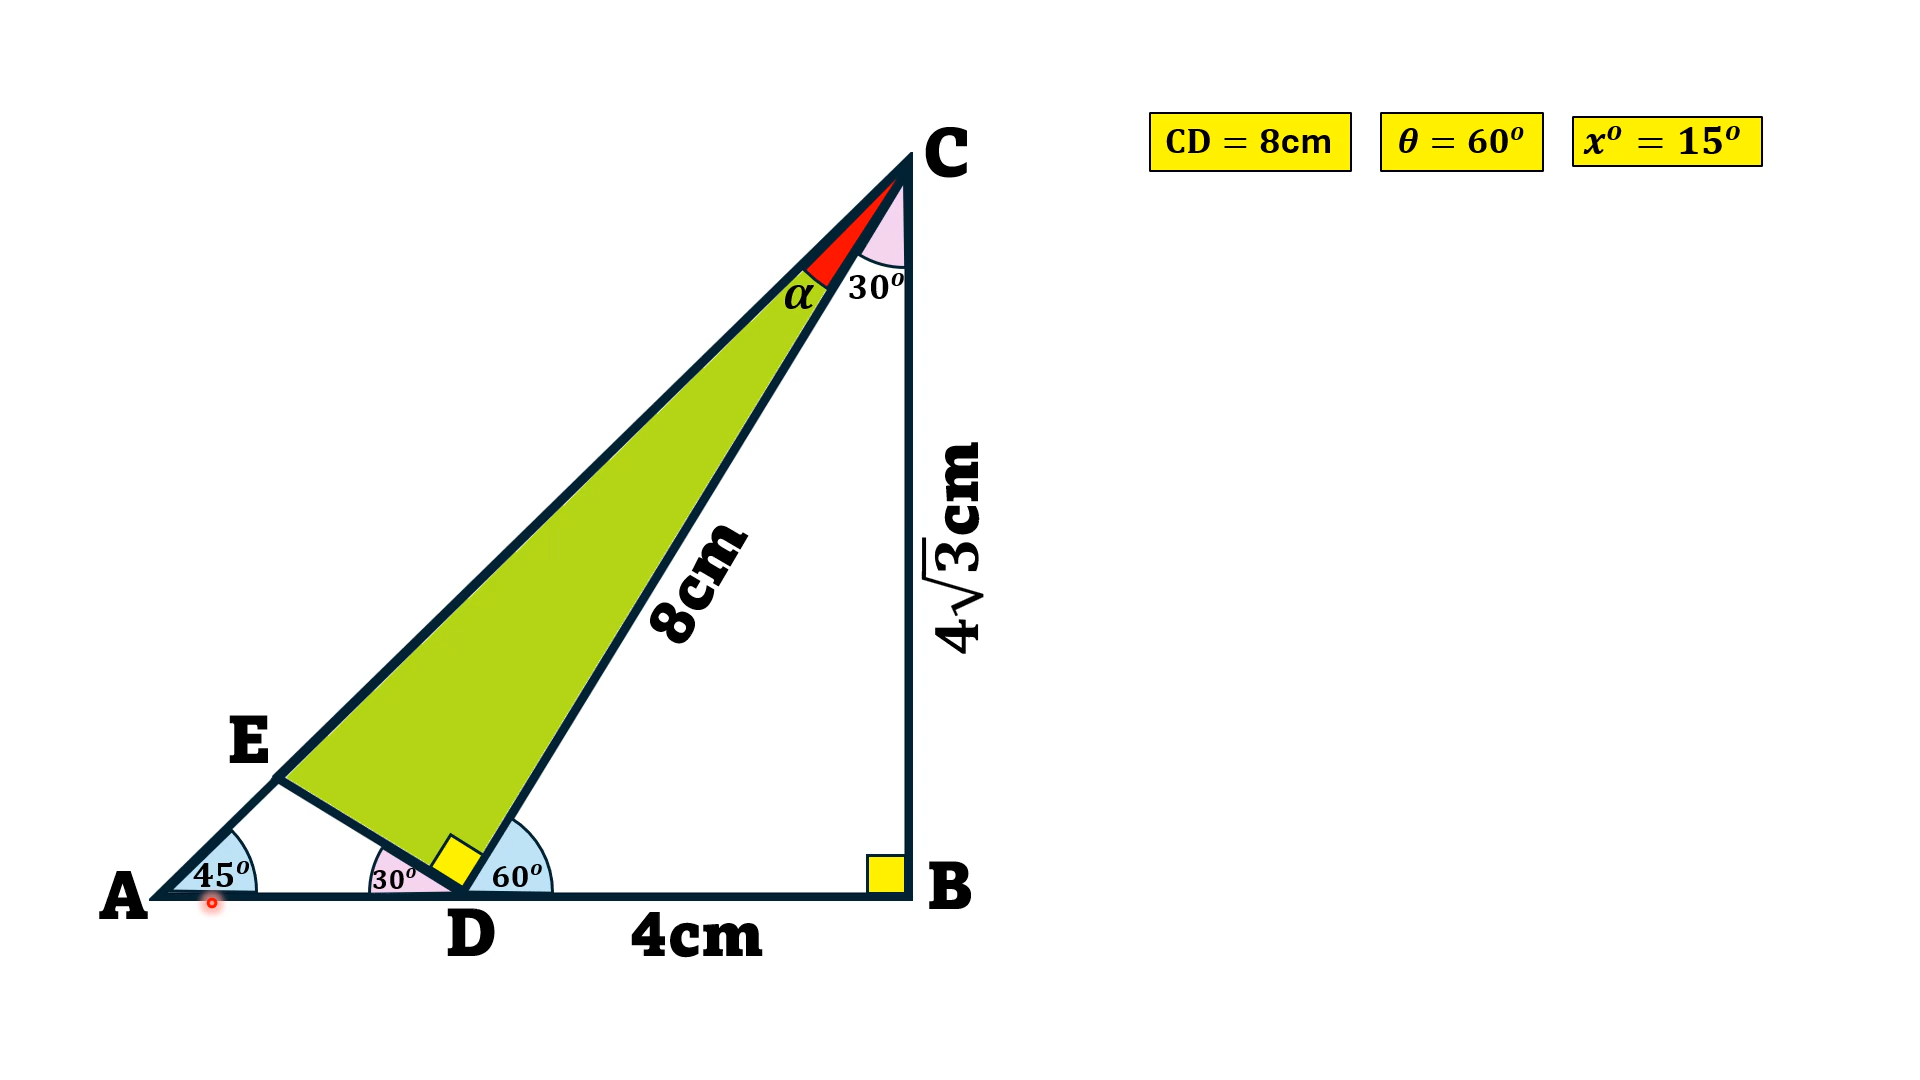 C
CD = 8cm
θ = 60°
x° = 15°
α
30°
4√3cm
8cm
E
45°
30°
60°
A
B
D
4cm